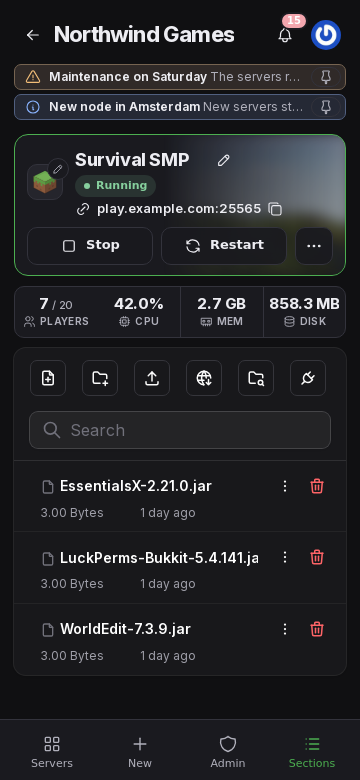 Northwind Games
15
Maintenance on Saturday The servers r...
New node in Amsterdam New servers st...
Survival SMP
Running
play.example.com:25565
Stop
Restart
7 / 20
PLAYERS
42.0%
CPU
2.7 GB
MEM
858.3 MB
DISK
Search
EssentialsX-2.21.0.jar
3.00 Bytes 1 day ago
LuckPerms-Bukkit-5.4.141.ja
3.00 Bytes 1 day ago
WorldEdit-7.3.9.jar
3.00 Bytes 1 day ago
Servers
New
Admin
Sections